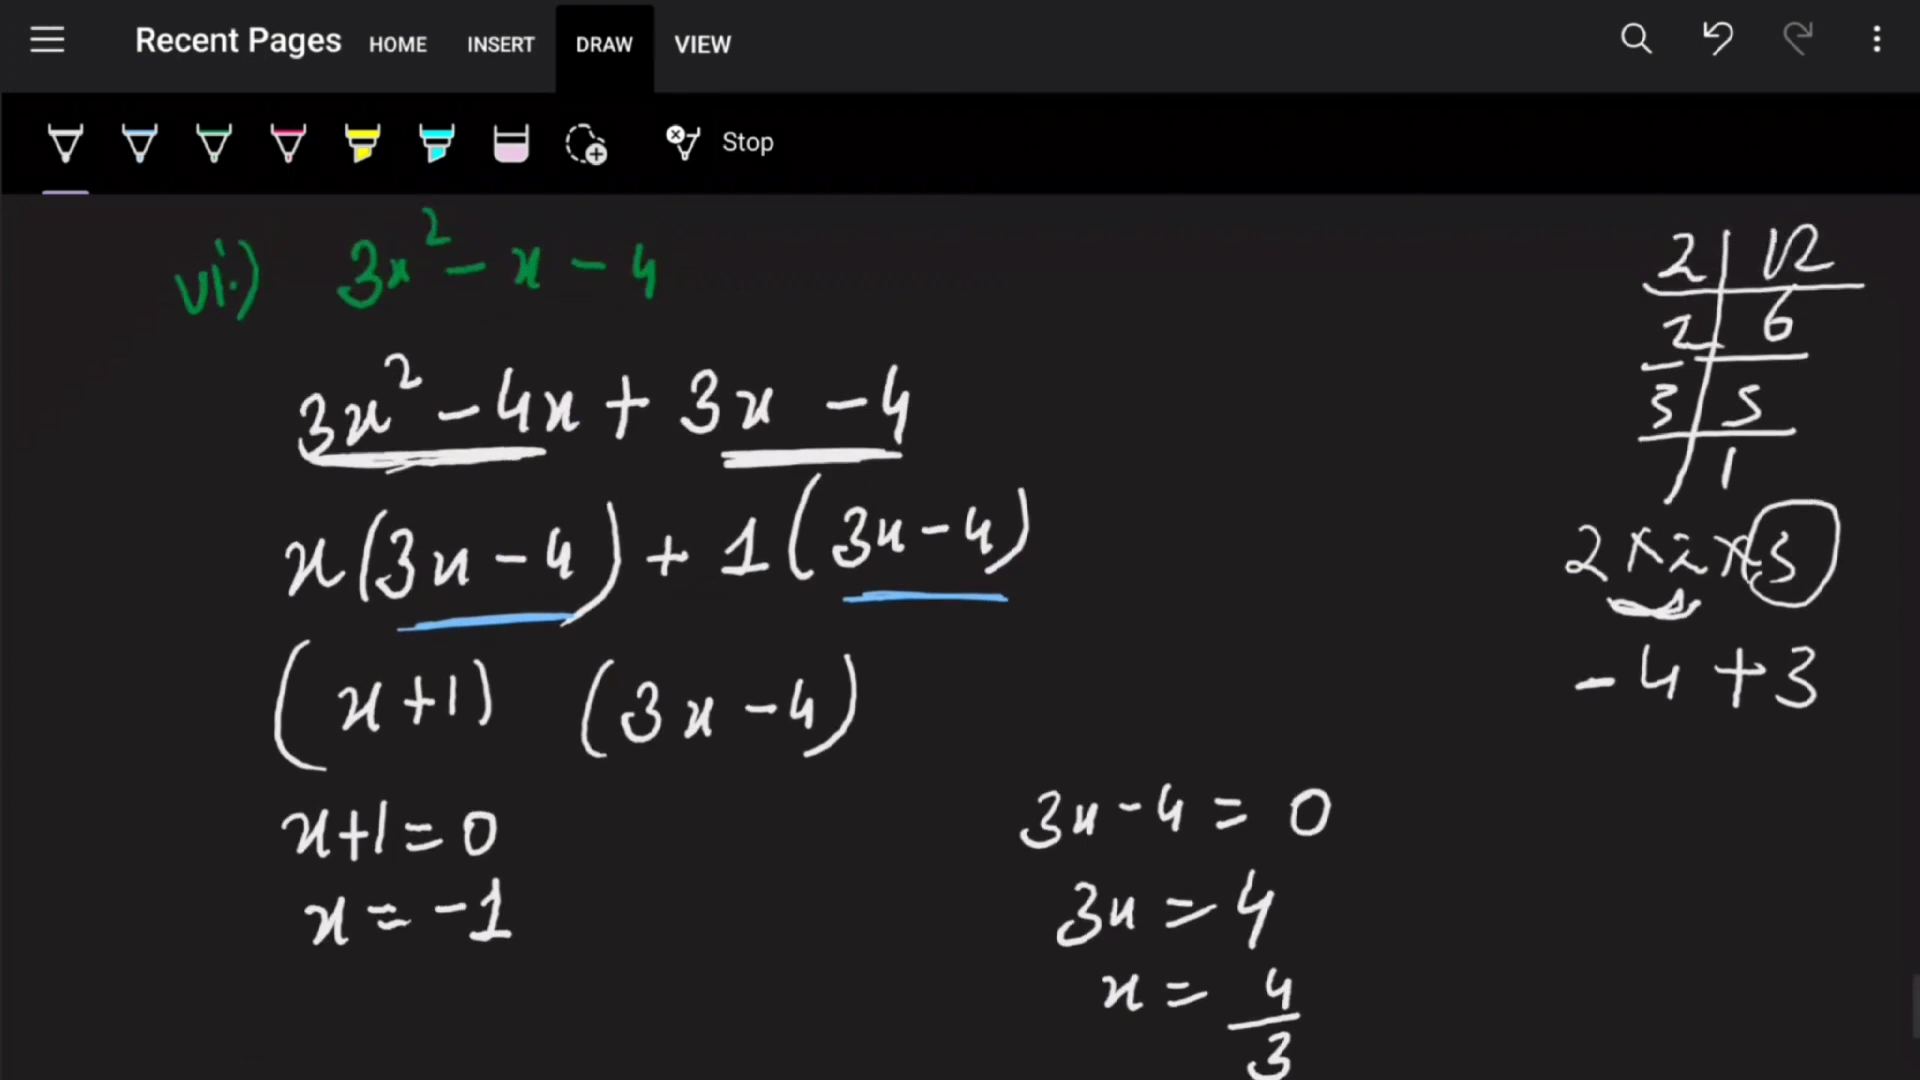 Recent Pages HOME INSERT DRAW VIEW
Stop
vi.) 3x² - x - 4
3x² - 4x + 3x - 4
x(3x - 4) + 1(3x - 4)
(x+1) (3x - 4)
x+1 = 0
x = -1
3x - 4 = 0
3x = 4
x = 4/3
2 | 12
2 | 6
3 | 3
| 1
2 × 2 × 3
- 4 + 3